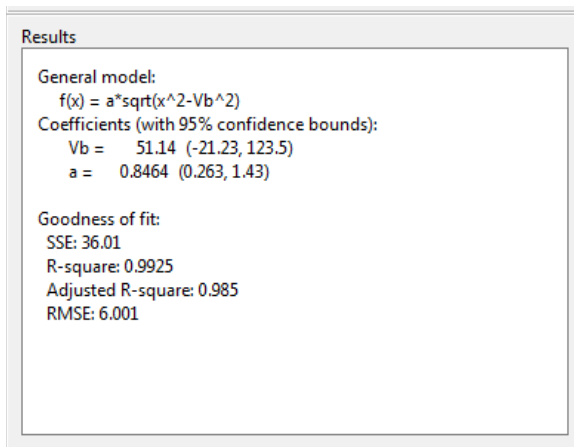 Results
General model:
f(x) = a*sqrt(x^2-Vb^2)
Coefficients (with 95% confidence bounds):
Vb = 51.14 (-21.23, 123.5)
a = 0.8464 (0.263, 1.43)
Goodness of fit:
SSE: 36.01
R-square: 0.9925
Adjusted R-square: 0.985
RMSE: 6.001